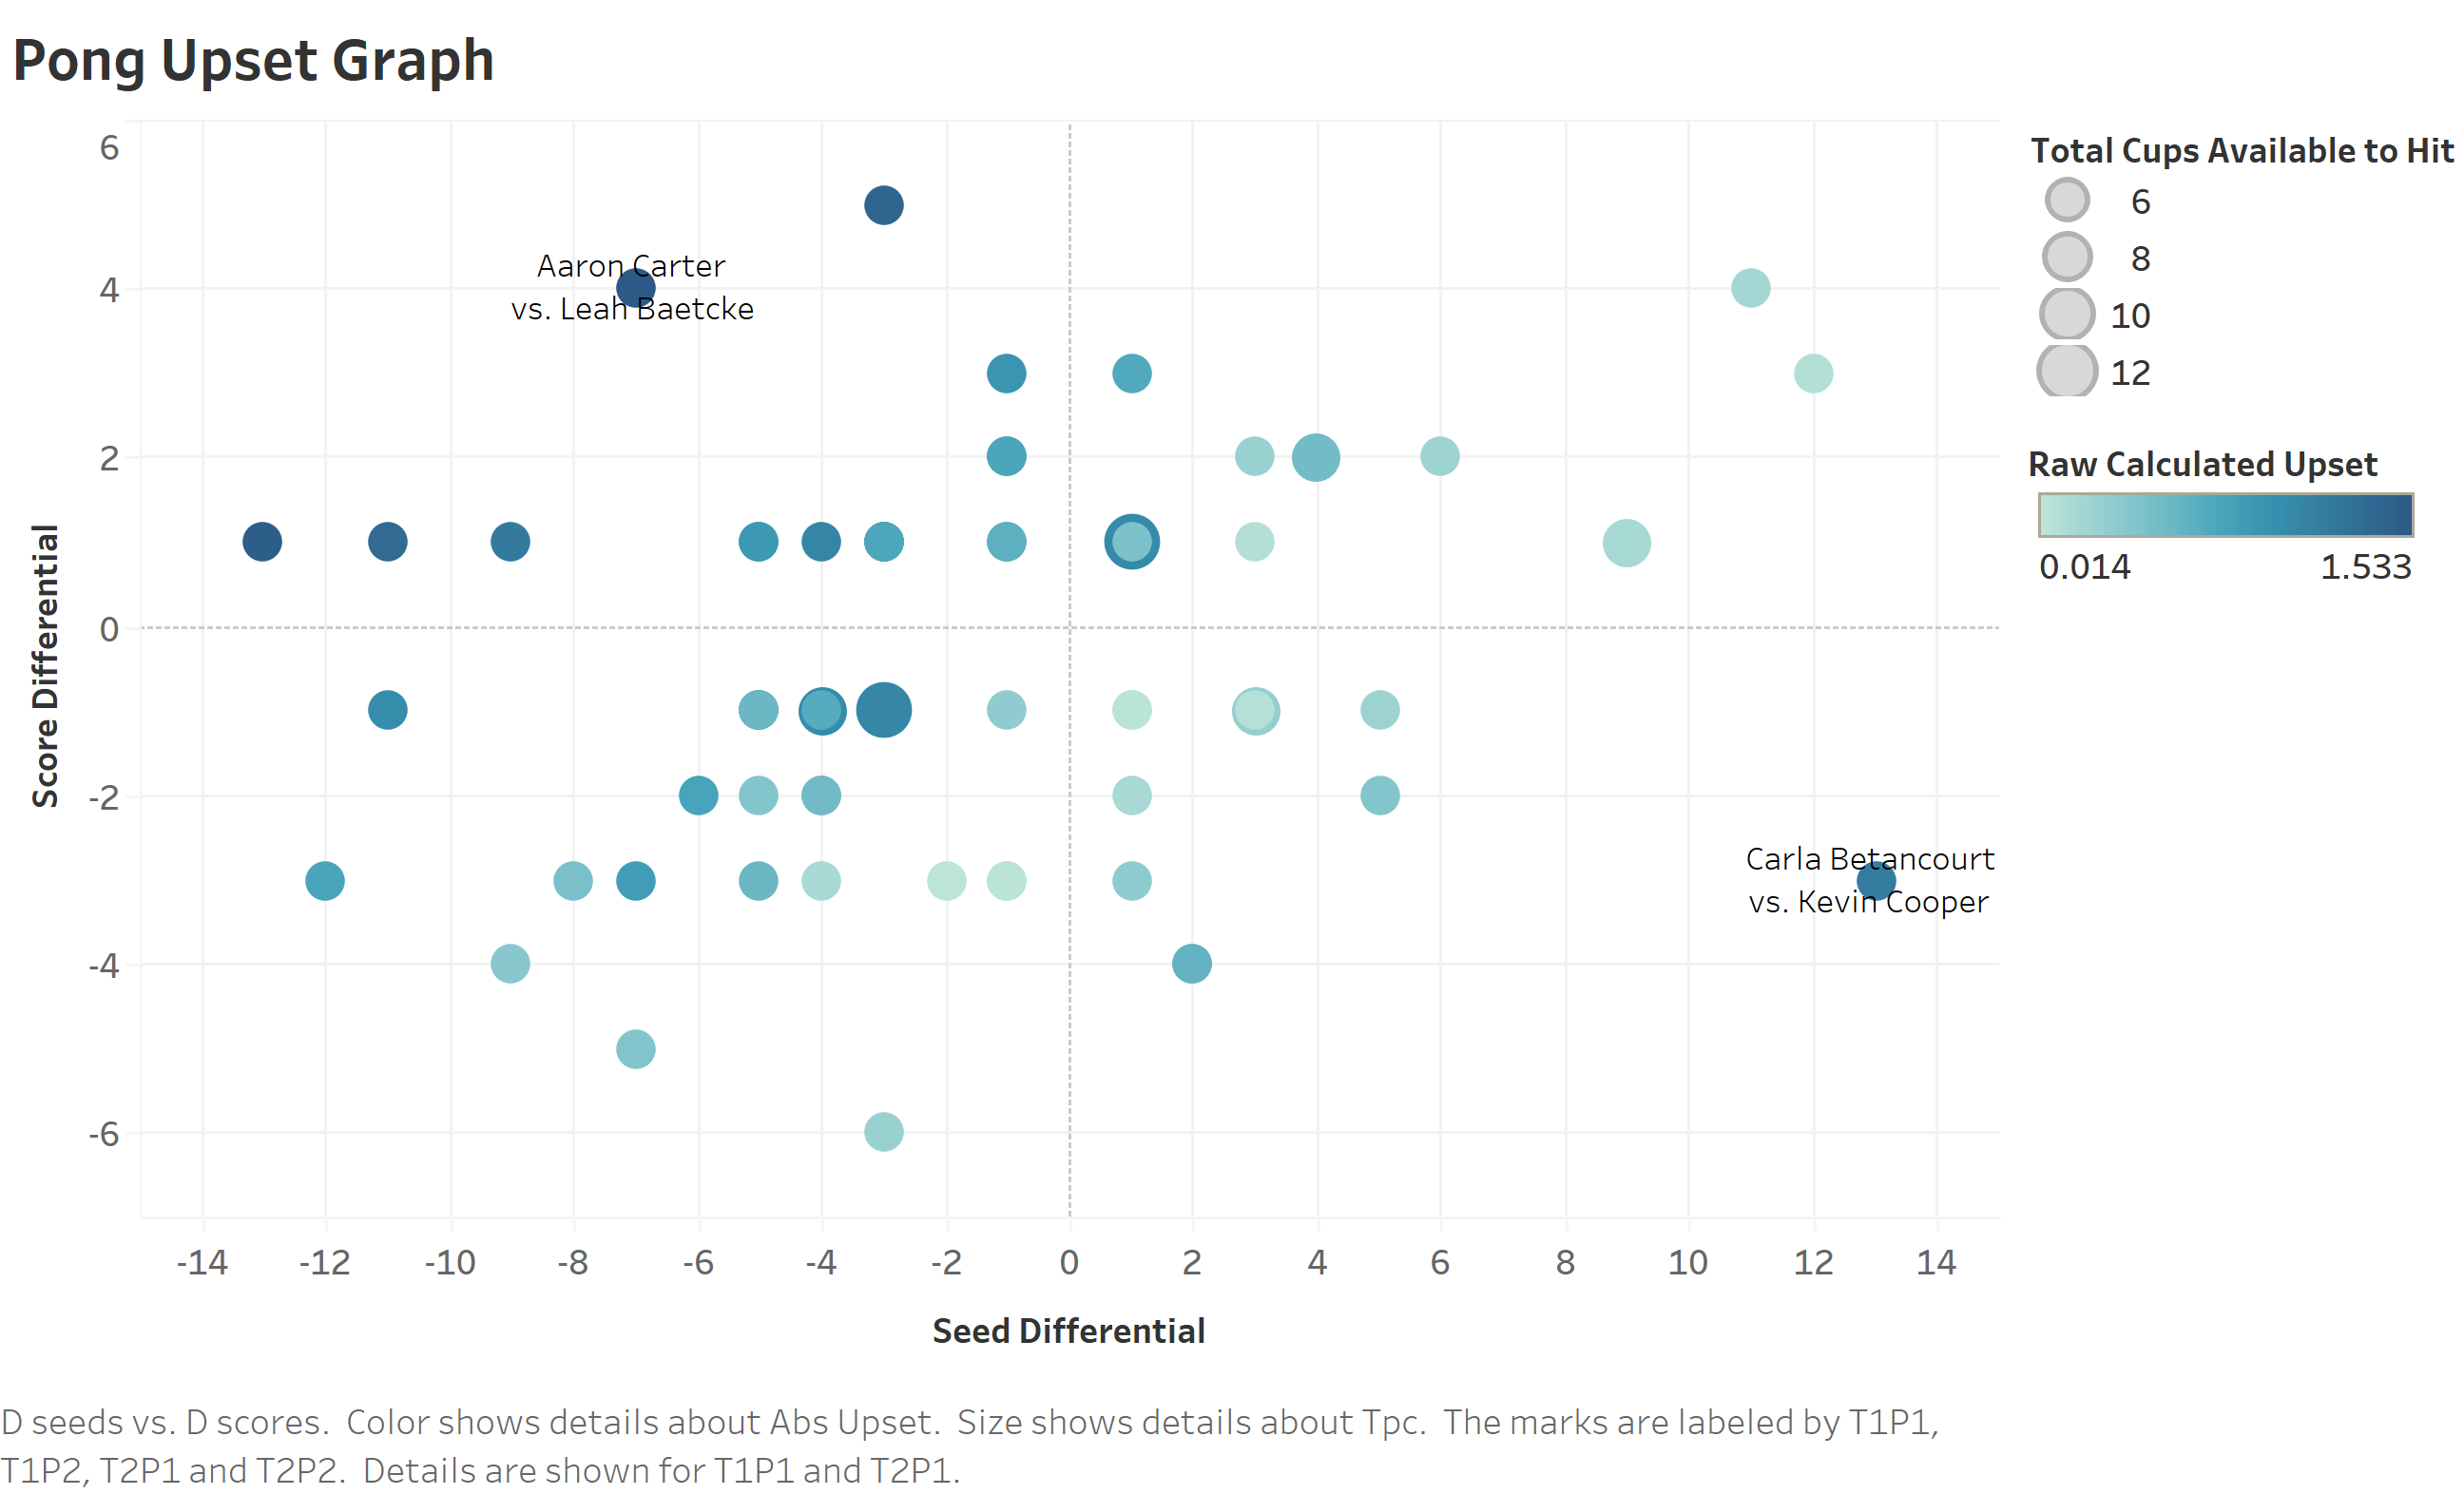 Pong Upset Graph
6
4
2
0
-2
-4
-6
Score Differential
Aaron Carter
vs. Leah Baetcke
Carla Betancourt
vs. Kevin Cooper
-14 -12 -10 -8 -6 -4 -2 0 2 4 6 8 10 12 14
Seed Differential
Total Cups Available to Hit
6
8
10
12
Raw Calculated Upset
0.014 1.533
D seeds vs. D scores. Color shows details about Abs Upset. Size shows details about Tpc. The marks are labeled by T1P1,
T1P2, T2P1 and T2P2. Details are shown for T1P1 and T2P1.